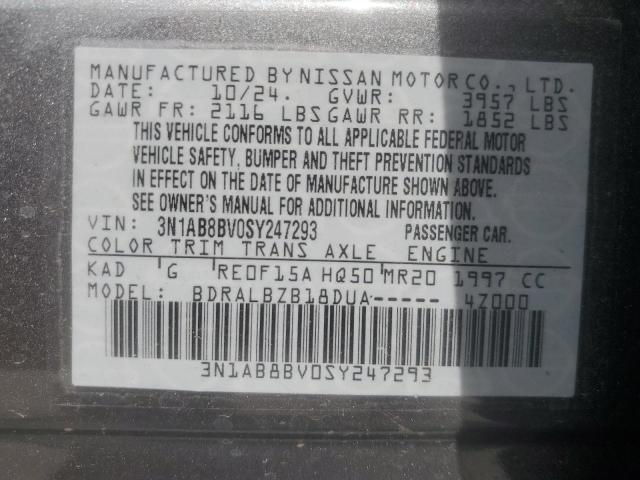 MANUFACTURED BY NISSAN MOTOR CO., LTD.
DATE: 10/24. GVWR: 3957 LBS
GAWR FR: 2116 LBS GAWR RR: 1852 LBS
THIS VEHICLE CONFORMS TO ALL APPLICABLE FEDERAL MOTOR
VEHICLE SAFETY, BUMPER AND THEFT PREVENTION STANDARDS
IN EFFECT ON THE DATE OF MANUFACTURE SHOWN ABOVE.
SEE OWNER'S MANUAL FOR ADDITIONAL INFORMATION.
VIN: 3N1AB8BV0SY247293 PASSENGER CAR.
COLOR TRIM TRANS AXLE ENGINE
KAD G RE0F15A HQ50 MR20 1997 CC
MODEL: BDRALBZB18DUA----- 4Z000
3N1AB8BV0SY247293